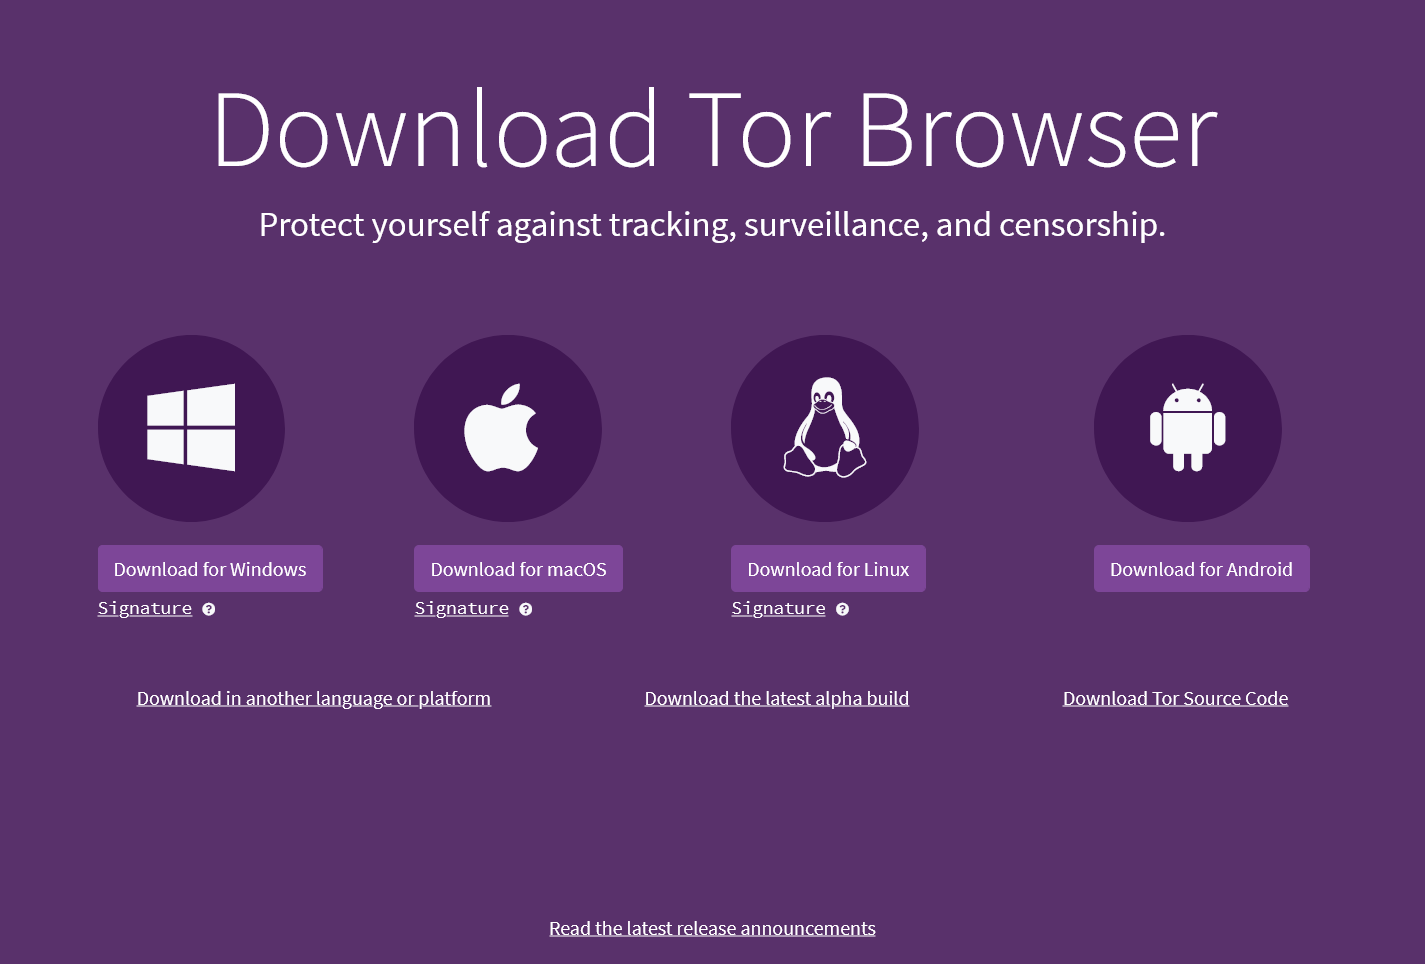 Download Tor Browser
Protect yourself against tracking, surveillance, and censorship.
Download for Windows
Signature ?
Download for macOS
Signature ?
Download for Linux
Signature ?
Download for Android
Download in another language or platform
Download the latest alpha build
Download Tor Source Code
Read the latest release announcements